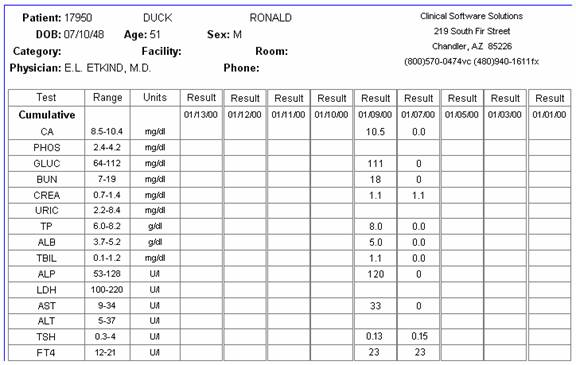 Patient: 17950 DUCK RONALD
DOB: 07/10/48 Age: 51 Sex: M
Category: Facility: Room:
Physician: E.L. ETKIND, M.D. Phone:
Clinical Software Solutions
219 South Fir Street
Chandler, AZ 85226
(800)570-0474vc (480)940-1611fx
Test Range Units Result Result Result Result Result Result Result Result Result
Cumulative 01/13/00 01/12/00 01/11/00 01/10/00 01/09/00 01/07/00 01/05/00 01/03/00 01/01/00
CA 8.5-10.4 mg/dl 10.5 0.0
PHOS 2.4-4.2 mg/dl
GLUC 64-112 mg/dl 111 0
BUN 7-19 mg/dl 18 0
CREA 0.7-1.4 mg/dl 1.1 1.1
URIC 2.2-8.4 mg/dl
TP 6.0-8.2 g/dl 8.0 0.0
ALB 3.7-5.2 g/dl 5.0 0.0
TBIL 0.1-1.2 mg/dl 1.1 0.0
ALP 53-128 U/l 120 0
LDH 100-220 U/l
AST 9-34 U/l 33 0
ALT 5-37 U/l
TSH 0.3-4 U/l 0.13 0.15
FT4 12-21 U/l 23 23